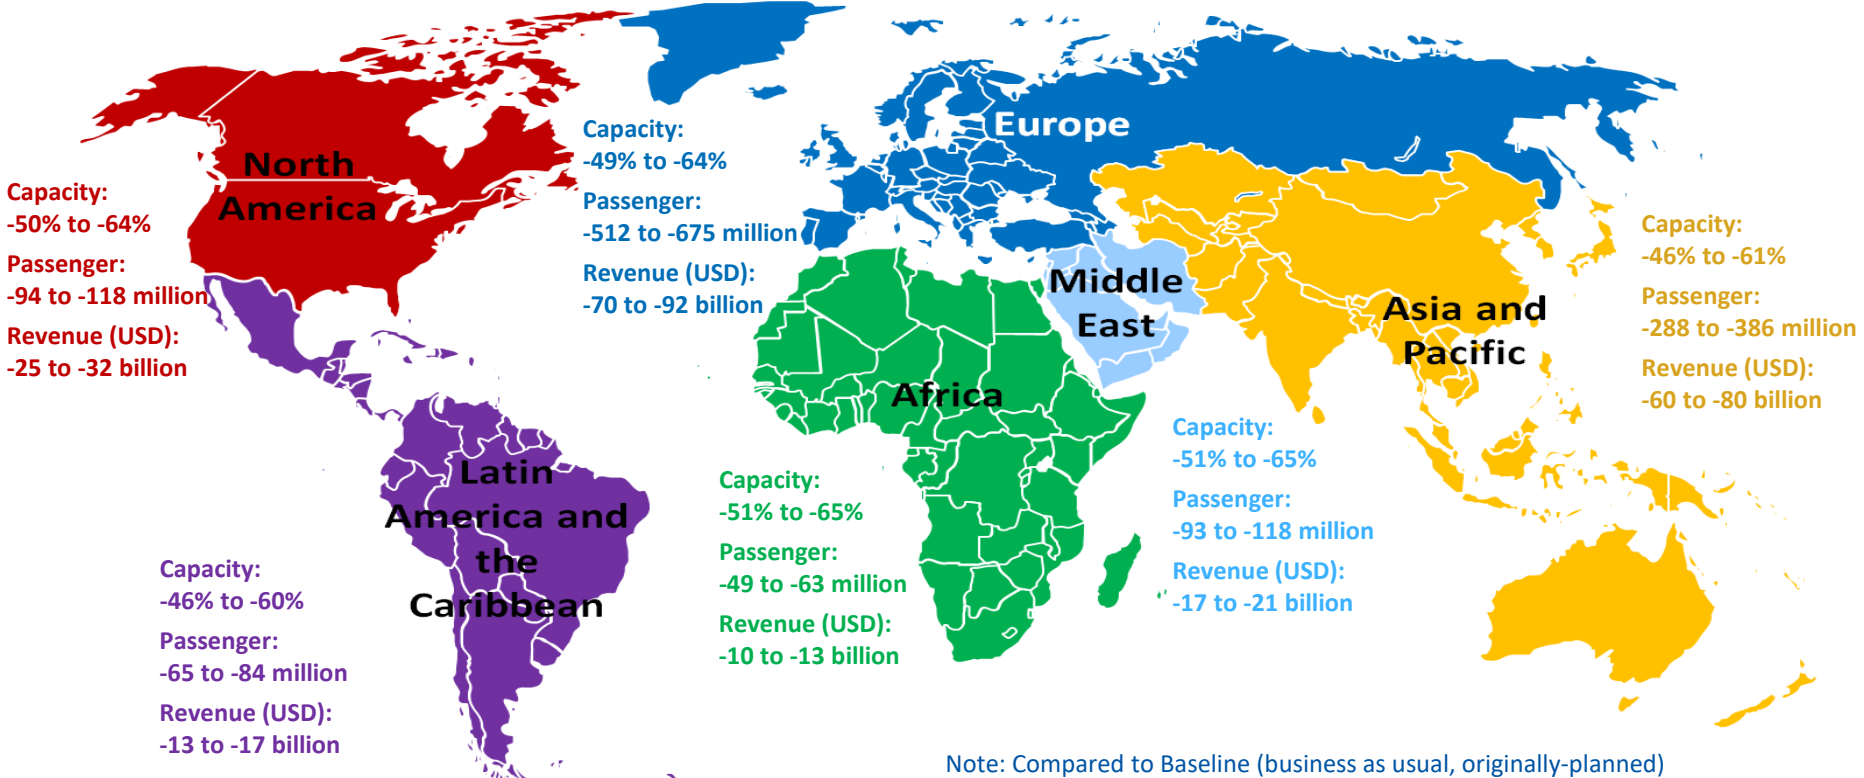 North
America
Capacity:
-50% to -64%
Passenger:
-94 to -118 million
Revenue (USD):
-25 to -32 billion
Capacity:
-49% to -64%
Passenger:
-512 to -675 million
Revenue (USD):
-70 to -92 billion
Europe
Middle
East
Asia and
Pacific
Capacity:
-46% to -61%
Passenger:
-288 to -386 million
Revenue (USD):
-60 to -80 billion
Africa
Latin
America and
the
Caribbean
Capacity:
-46% to -60%
Passenger:
-65 to -84 million
Revenue (USD):
-13 to -17 billion
Capacity:
-51% to -65%
Passenger:
-49 to -63 million
Revenue (USD):
-10 to -13 billion
Capacity:
-51% to -65%
Passenger:
-93 to -118 million
Revenue (USD):
-17 to -21 billion
Note: Compared to Baseline (business as usual, originally-planned)